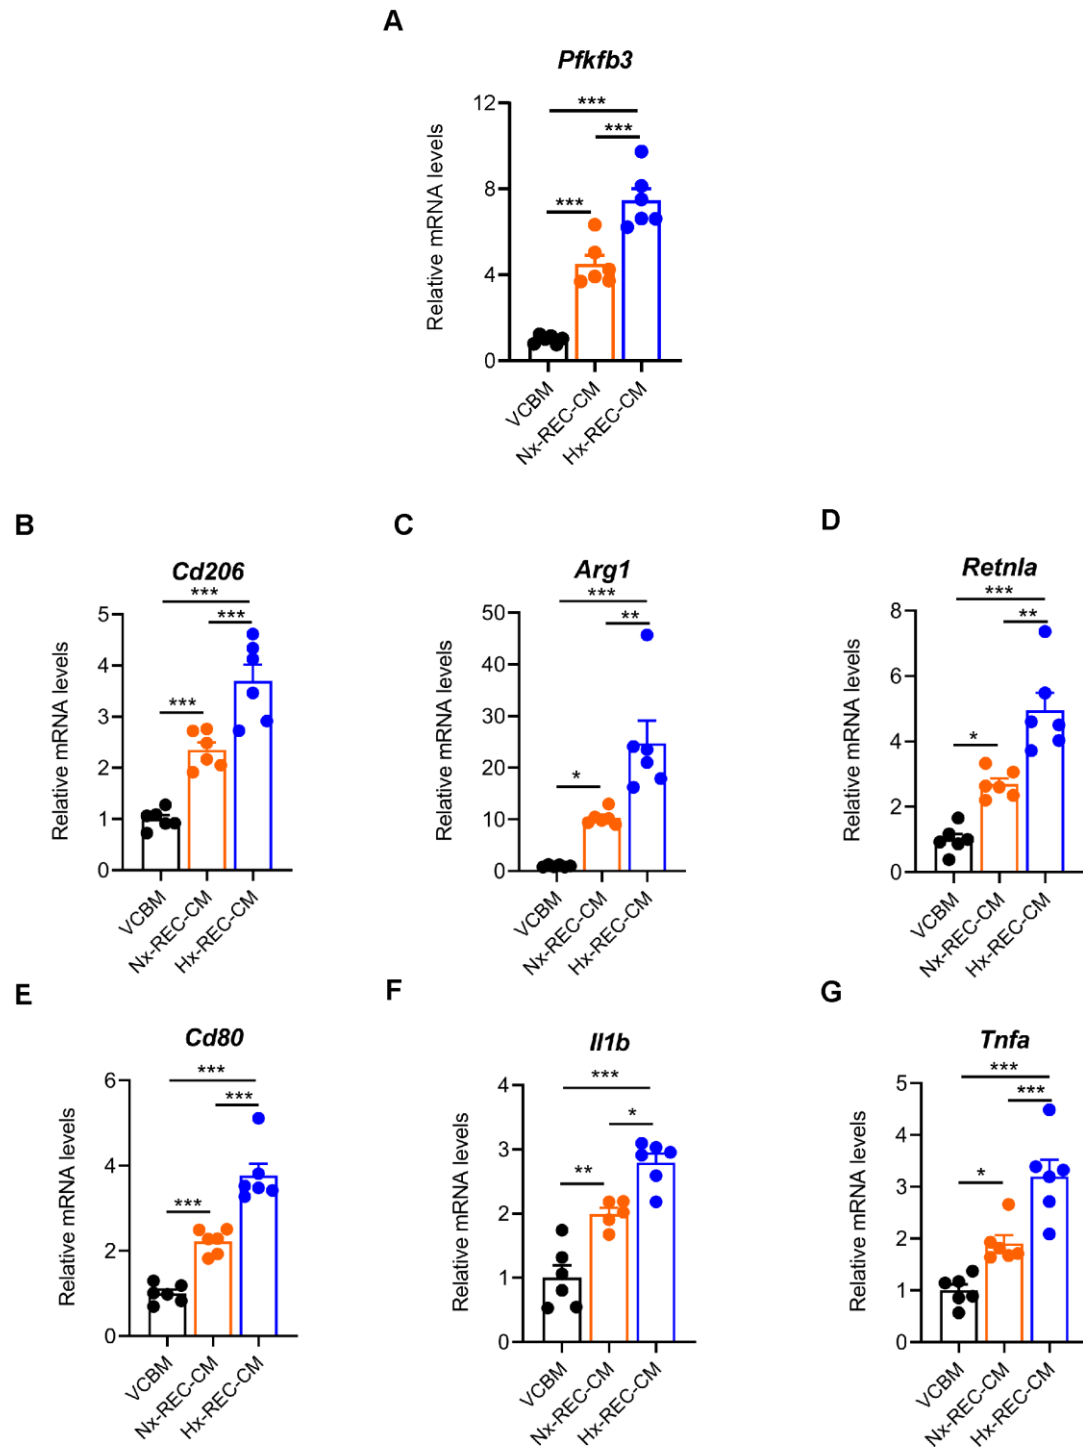 A
Pfkfb3
Relative mRNA levels
12
8
4
0
***
***
***
VCBM
Nx-REC-CM
Hx-REC-CM
B
Cd206
Relative mRNA levels
5
4
3
2
1
0
***
***
***
VCBM
Nx-REC-CM
Hx-REC-CM
C
Arg1
Relative mRNA levels
50
40
30
20
10
0
***
**
*
VCBM
Nx-REC-CM
Hx-REC-CM
D
Retnla
Relative mRNA levels
8
6
4
2
0
***
**
*
VCBM
Nx-REC-CM
Hx-REC-CM
E
Cd80
Relative mRNA levels
6
4
2
0
***
***
***
VCBM
Nx-REC-CM
Hx-REC-CM
F
Il1b
Relative mRNA levels
4
3
2
1
0
***
*
**
VCBM
Nx-REC-CM
Hx-REC-CM
G
Tnfa
Relative mRNA levels
5
4
3
2
1
0
***
***
*
VCBM
Nx-REC-CM
Hx-REC-CM